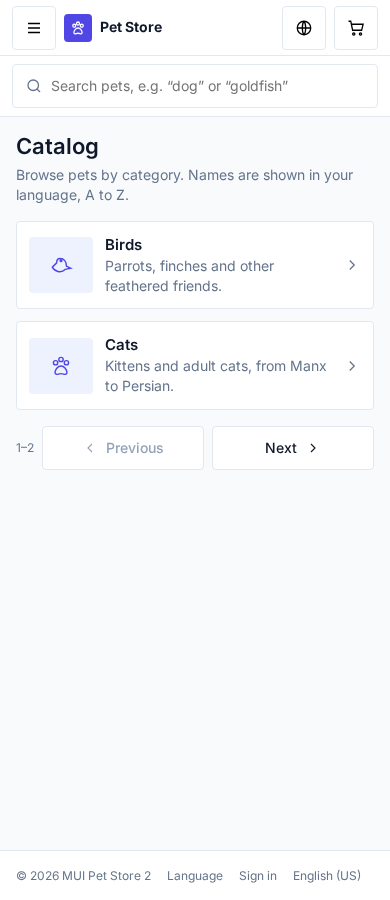 Pet Store
Search pets, e.g. “dog” or “goldfish”
Catalog
Browse pets by category. Names are shown in your
language, A to Z.
Birds
Parrots, finches and other
feathered friends.
Cats
Kittens and adult cats, from Manx
to Persian.
1–2 Previous Next
© 2026 MUI Pet Store 2 Language Sign in English (US)